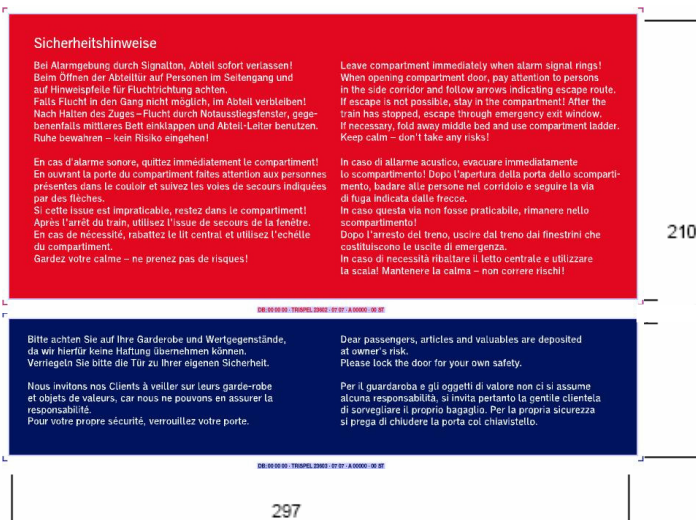 Sicherheitshinweise
Bei Alarmgebung durch Signalton, Abteil sofort verlassen!
Beim Öffnen der Abteiltür auf Personen im Seitengang und
auf Hinweispfeile für Fluchtrichtung achten.
Falls Flucht in den Gang nicht möglich, im Abteil verbleiben!
Nach Halten des Zuges – Flucht durch Notausstiegsfenster, gege-
benenfalls mittleres Bett einklappen und Abteil-Leiter benutzen.
Ruhe bewahren – kein Risiko eingehen!
En cas d'alarme sonore, quittez immédiatement le compartiment!
En ouvrant la porte du compartiment faites attention aux personnes
présentes dans le couloir et suivez les voies de secours indiquées
par des flèches.
Si cette issue est impraticable, restez dans le compartiment!
Après l'arrêt du train, utilisez l'issue de secours de la fenêtre.
En cas de nécessité, rabattez le lit central et utilisez l'echélle
du compartiment.
Gardez votre calme – ne prenez pas de risques!
Leave compartment immediately when alarm signal rings!
When opening compartment door, pay attention to persons
in the side corridor and follow arrows indicating escape route.
If escape is not possible, stay in the compartment! After the
train has stopped, escape through emergency exit window.
If necessary, fold away middle bed and use compartment ladder.
Keep calm – don't take any risks!
In caso di allarme acustico, evacuare immediatamente
lo scompartimento! Dopo l'apertura della porta dello scomparti-
mento, badare alle persone nel corridoio e seguire la via
di fuga indicata dalle frecce.
In caso questa via non fosse praticabile, rimanere nello
scompartimento!
Dopo l'arresto del treno, uscire dal treno dai finestrini che
costituiscono le uscite di emergenza.
In caso di necessità ribaltare il letto centrale e utilizzare
la scala! Mantenere la calma – non correre rischi!
210
Bitte achten Sie auf Ihre Garderobe und Wertgegenstände,
da wir hierfür keine Haftung übernehmen können.
Verriegeln Sie bitte die Tür zu Ihrer eigenen Sicherheit.
Nous invitons nos Clients à veiller sur leurs garde-robe
et objets de valeurs, car nous ne pouvons en assurer la
responsabilité.
Pour votre propre sécurité, verrouillez votre porte.
Dear passengers, articles and valuables are deposited
at owner's risk.
Please lock the door for your own safety.
Per il guardaroba e gli oggetti di valore non ci si assume
alcuna responsabilità, si invita pertanto la gentile clientela
di sorvegliare il proprio bagaglio. Per la propria sicurezza
si prega di chiudere la porta col chiavistello.
297